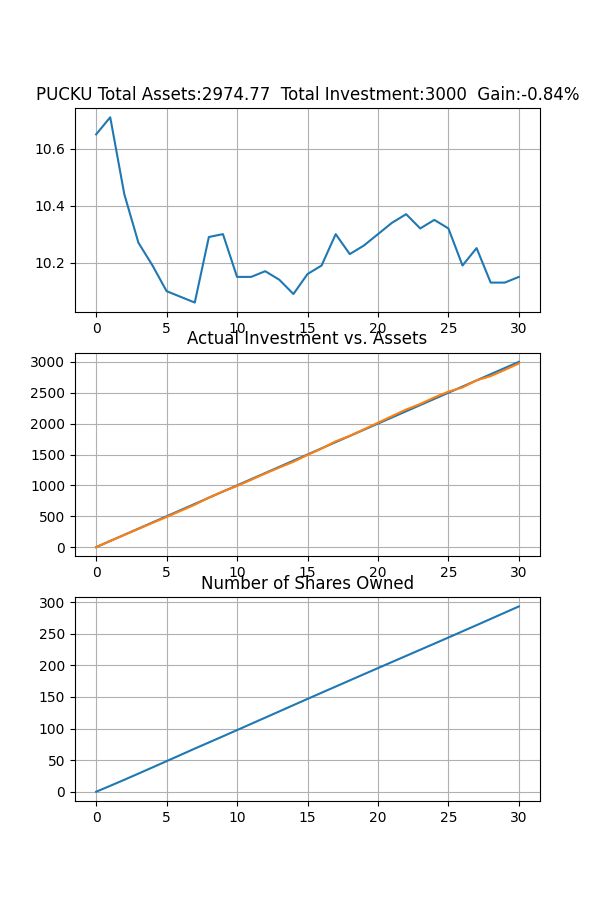 PUCKU Total Assets:2974.77  Total Investment:3000  Gain:-0.84%
10.6
10.4
10.2
0 5 10 15 20 25 30
Actual Investment vs. Assets
3000
2500
2000
1500
1000
500
0
0 5 10 15 20 25 30
Number of Shares Owned
300
250
200
150
100
50
0
0 5 10 15 20 25 30